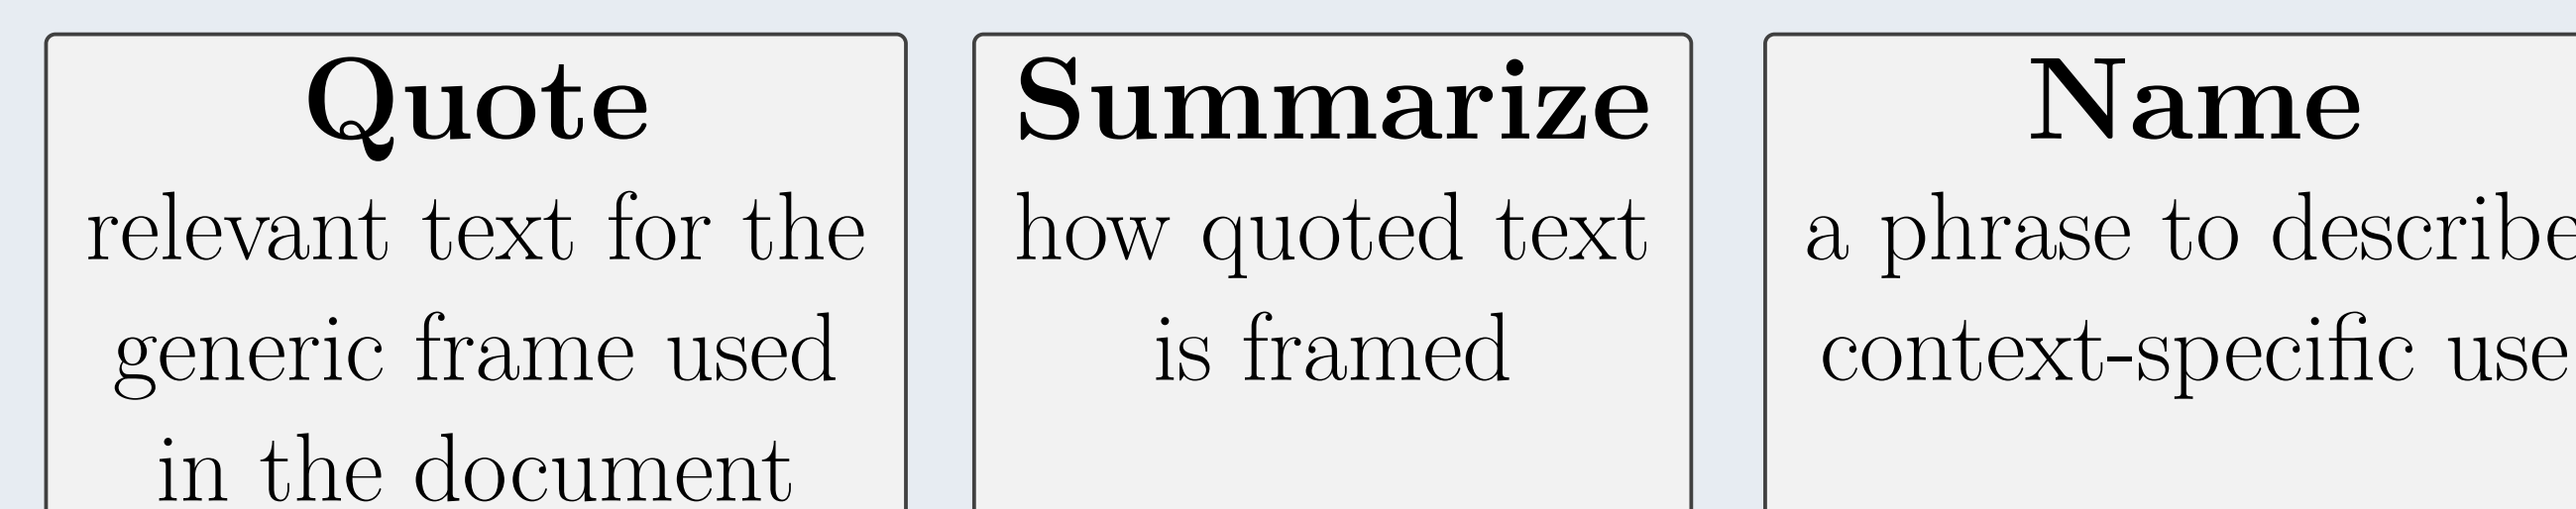 Quote
relevant text for the
generic frame used
in the document
Summarize
how quoted text
is framed
Name
a phrase to describe
context-specific use